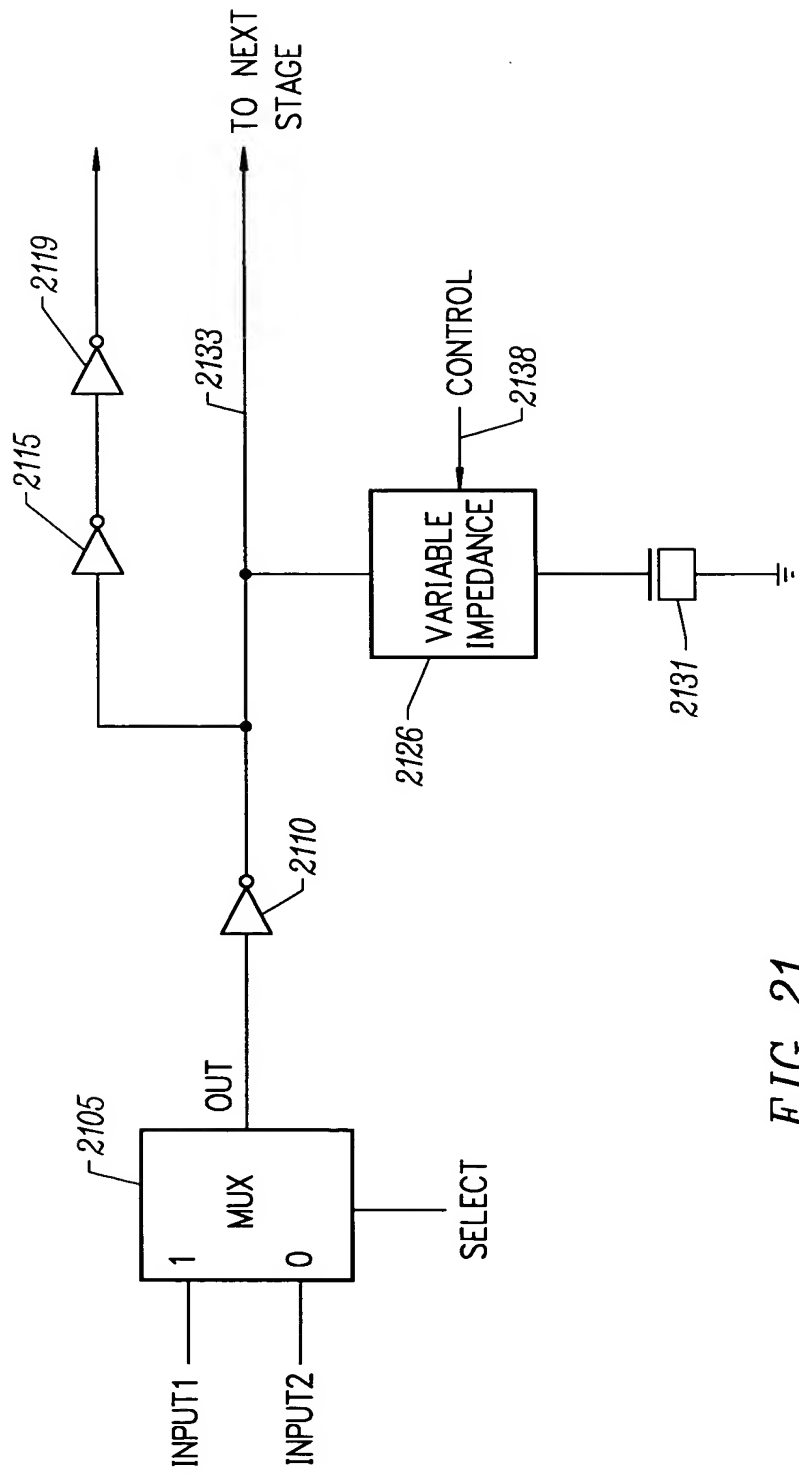 INPUT1
INPUT2
1
0
MUX
2105
SELECT
OUT
2110
2115
2119
2133
TO NEXT
STAGE
VARIABLE
IMPEDANCE
2126
CONTROL
2138
2131
FIG. 21